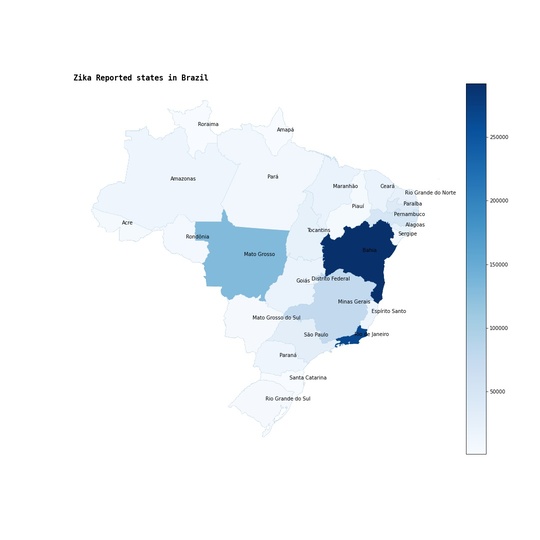 Zika Reported states in Brazil
Roraima
Amapá
250000
Amazonas
Pará
Maranhão
Ceará
Rio Grande do Norte
200000
Paraíba
Piauí
Pernambuco
Acre
Alagoas
Tocantins
Sergipe
Rondônia
Mato Grosso
Bahia
150000
Goiás
Distrito Federal
Minas Gerais
Espírito Santo
100000
Mato Grosso do Sul
São Paulo
de Janeiro
Paraná
Santa Catarina
50000
Rio Grande do Sul